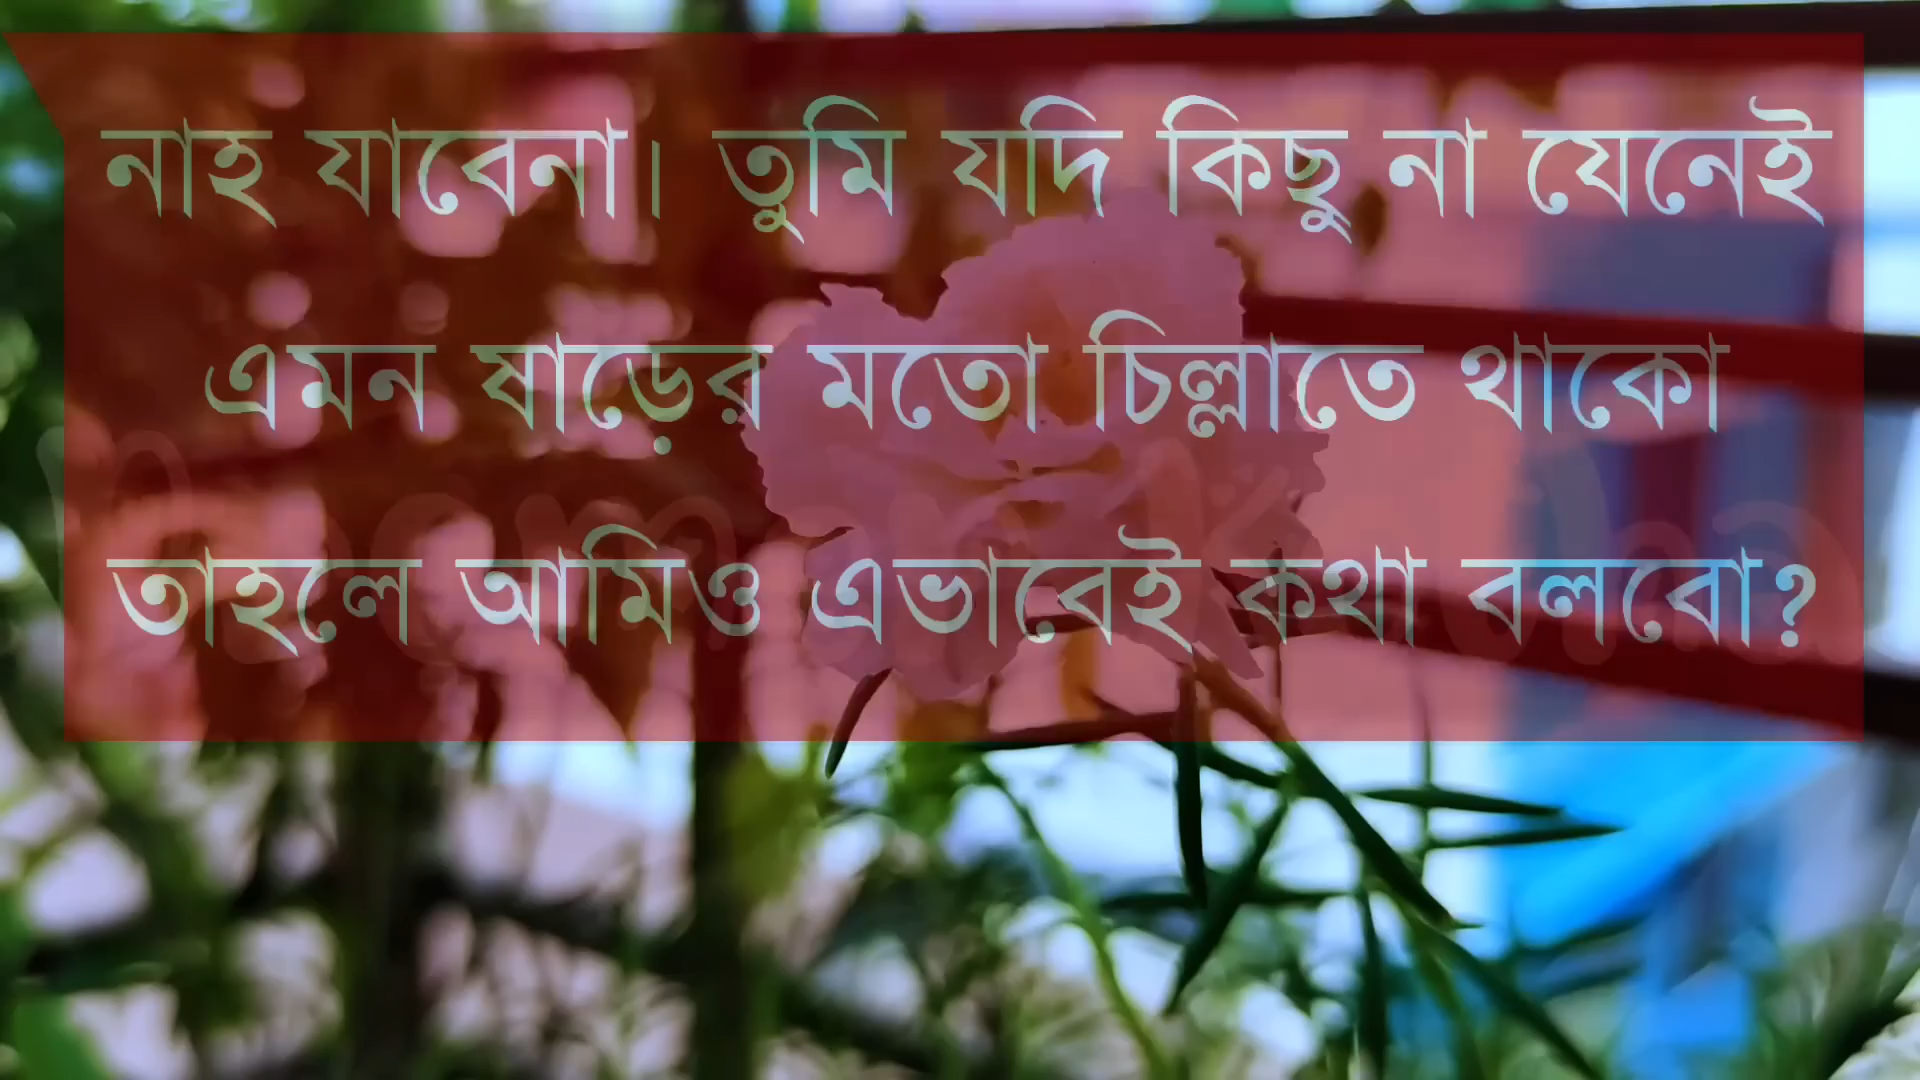 নাহ যাবেনা। তুমি যদি কিছু না যেনেই
এমন ষাড়ের মতো চিল্লাতে থাকো
তাহলে আমিও এভাবেই কথা বলবো?